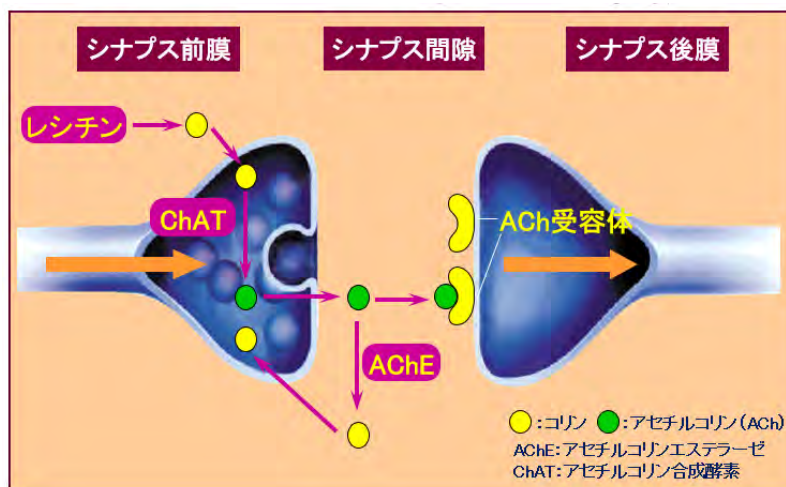 シナプス前膜
シナプス間隙
シナプス後膜
レシチン
ChAT
ACh受容体
AChE
:コリン :アセチルコリン(ACh)
AChE:アセチルコリンエステラーゼ
ChAT:アセチルコリン合成酵素